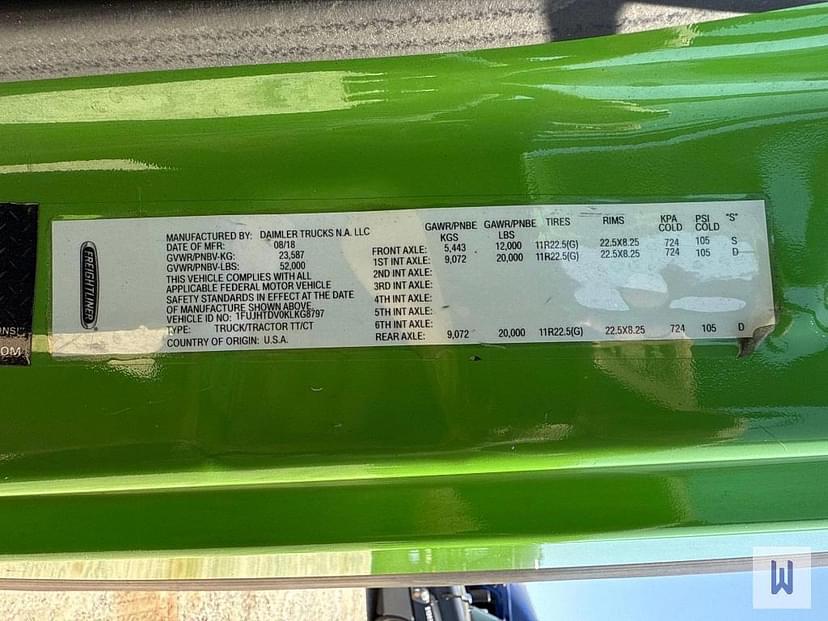 FREIGHTLINER
MANUFACTURED BY: DAIMLER TRUCKS N.A. LLC
DATE OF MFR: 08/18
GVWR/PNBV-KG: 23,587
GVWR/PNBV-LBS: 52,000
THIS VEHICLE COMPLIES WITH ALL
APPLICABLE FEDERAL MOTOR VEHICLE
SAFETY STANDARDS IN EFFECT AT THE DATE
OF MANUFACTURE SHOWN ABOVE
VEHICLE ID NO: 1FUJHTDV0KLKG8797
TYPE: TRUCK/TRACTOR TT/CT
COUNTRY OF ORIGIN: U.S.A.
GAWR/PNBE GAWR/PNBE TIRES RIMS KPA PSI "S"
KGS LBS COLD COLD
FRONT AXLE: 5,443 12,000 11R22.5(G) 22.5X8.25 724 105 S
1ST INT AXLE: 9,072 20,000 11R22.5(G) 22.5X8.25 724 105 D
2ND INT AXLE:
3RD INT AXLE:
4TH INT AXLE:
5TH INT AXLE:
6TH INT AXLE:
REAR AXLE: 9,072 20,000 11R22.5(G) 22.5X8.25 724 105 D
NS!"
OM
W